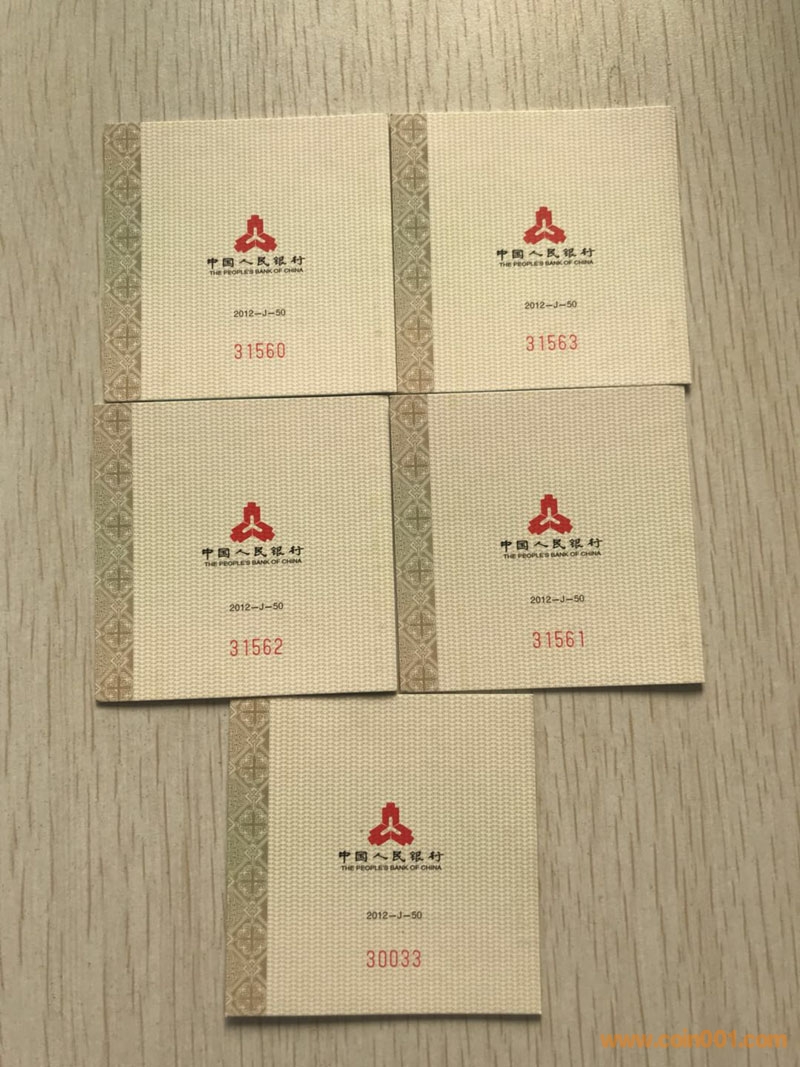 中国人民银行
THE PEOPLE'S BANK OF CHINA
2012-J-50
31560
中国人民银行
THE PEOPLE'S BANK OF CHINA
2012-J-50
31563
中国人民银行
THE PEOPLE'S BANK OF CHINA
2012-J-50
31562
中国人民银行
THE PEOPLE'S BANK OF CHINA
2012-J-50
31561
中国人民银行
THE PEOPLE'S BANK OF CHINA
2012-J-50
30033
www.coin001.com